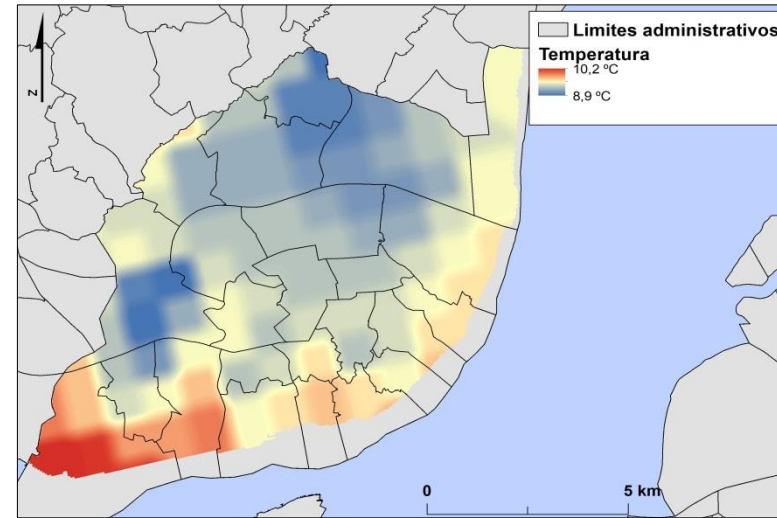 Limites administrativos
Temperatura
10,2 ºC
8,9 ºC
N
0 5 km